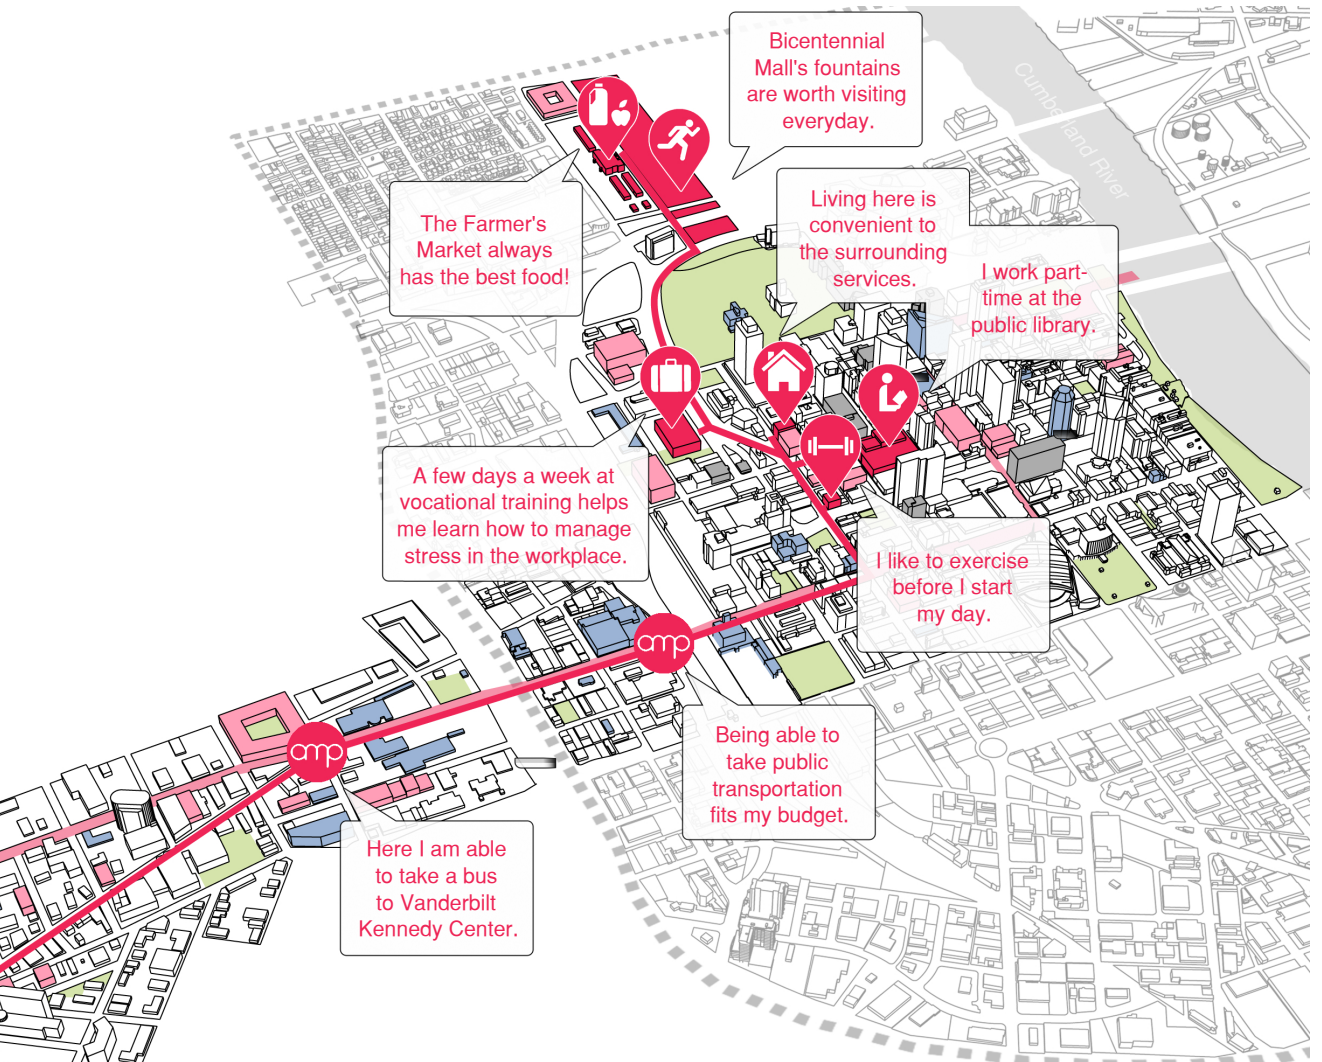 Bicentennial
Mall's fountains
are worth visiting
everyday.
Cumberland River
The Farmer's
Market always
has the best food!
Living here is
convenient to
the surrounding
services.
I work part-
time at the
public library.
A few days a week at
vocational training helps
me learn how to manage
stress in the workplace.
I like to exercise
before I start
my day.
amp
Being able to
take public
transportation
fits my budget.
amp
Here I am able
to take a bus
to Vanderbilt
Kennedy Center.